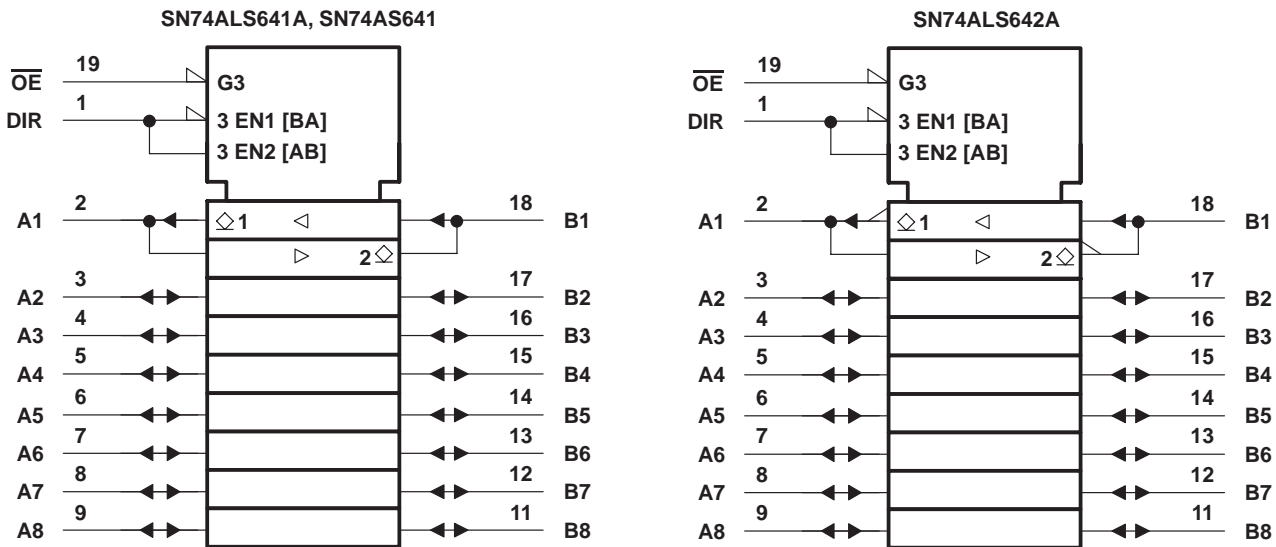 SN74ALS641A, SN74AS641
OE 19 G3
DIR 1 3 EN1 [BA]
3 EN2 [AB]
A1 2 1 18 B1
2
A2 3 17 B2
A3 4 16 B3
A4 5 15 B4
A5 6 14 B5
A6 7 13 B6
A7 8 12 B7
A8 9 11 B8
SN74ALS642A
OE 19 G3
DIR 1 3 EN1 [BA]
3 EN2 [AB]
A1 2 1 18 B1
2
A2 3 17 B2
A3 4 16 B3
A4 5 15 B4
A5 6 14 B5
A6 7 13 B6
A7 8 12 B7
A8 9 11 B8